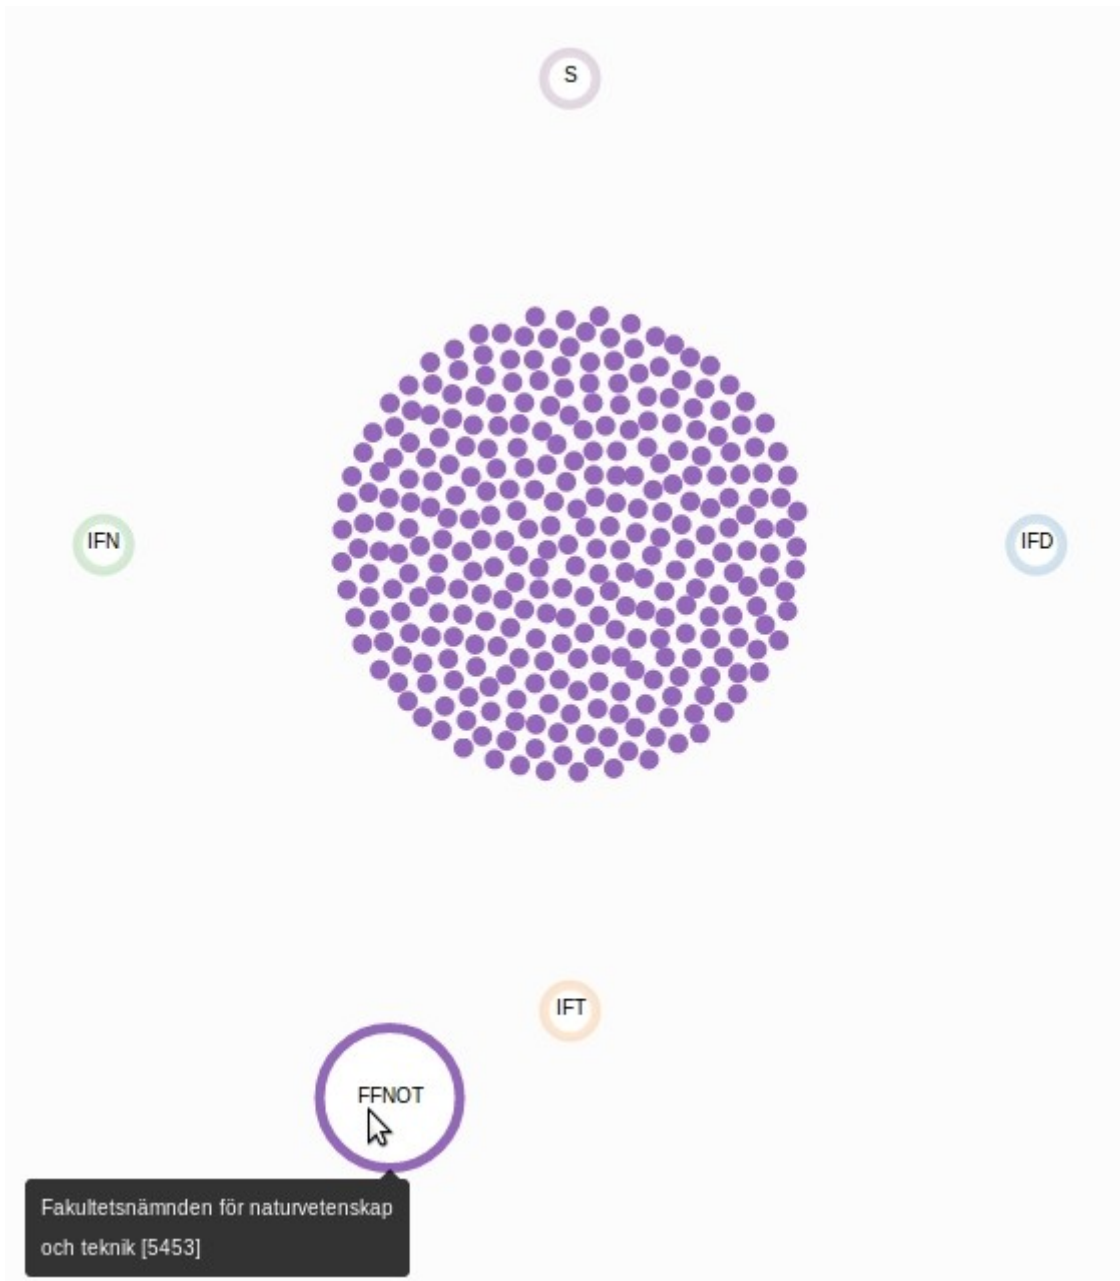 S
IFN
IFD
IFT
FFNOT
Fakultetsnämnden för naturvetenskap
och teknik [5453]